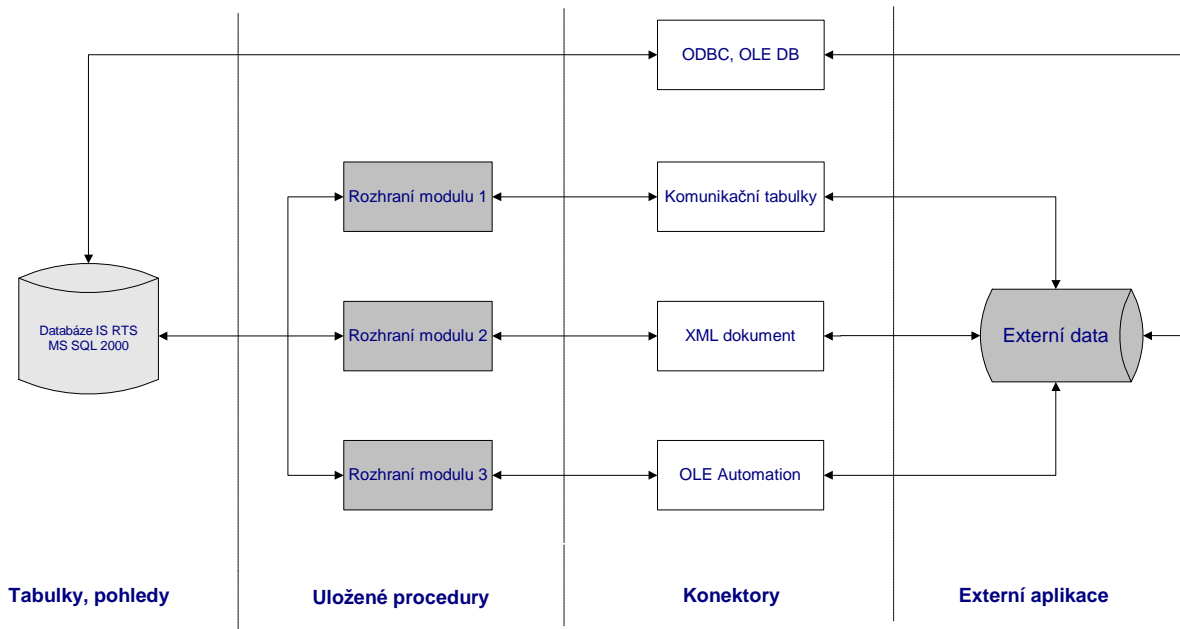 ODBC, OLE DB
Rozhraní modulu 1
Komunikační tabulky
Databáze IS RTS
MS SQL 2000
Rozhraní modulu 2
XML dokument
Externí data
Rozhraní modulu 3
OLE Automation
Tabulky, pohledy
Uložené procedury
Konektory
Externí aplikace